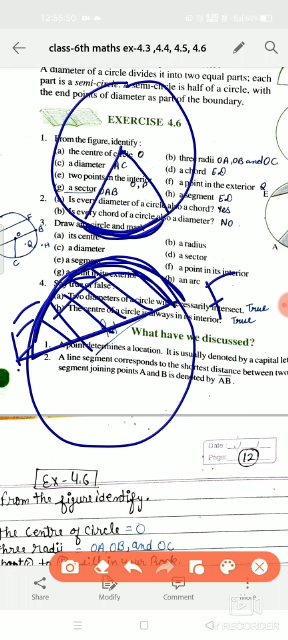 12:55:50
class-6th maths ex-4.3 ,4.4, 4.5, 4.6
A diameter of a circle divides it into two equal parts; each
part is a semi-circle. A semi-circle is half of a circle, with
the end points of diameter as part of the boundary.
EXERCISE 4.6
1. From the figure, identify :
(a) the centre of circle O
(b) three radii OA, OB and OC
(c) a diameter AC
(d) a chord ED
(e) two points in the interior O, P
(f) a point in the exterior Q
(g) a sector OAB
(h) a segment ED
2. (a) Is every diameter of a circle also a chord? Yes
(b) Is every chord of a circle also a diameter? NO
3. Draw any circle and mark
(a) its centre
(b) a radius
(c) a diameter
(d) a sector
(e) a segment
(f) a point in its interior
(g) a point in its exterior
(h) an arc
4. Say true or false :
(a) Two diameters of a circle will necessarily intersect. True
(b) The centre of a circle is always in its interior. True
What have we discussed?
1. A point determines a location. It is usually denoted by a capital let
2. A line segment corresponds to the shortest distance between two
segment joining points A and B is denoted by AB.
Date
Page 12
Ex-4.6
from the figure identify.
the centre of circle = O
three radii = OA, OB, and OC
Share
Modify
Comment
RECORDER